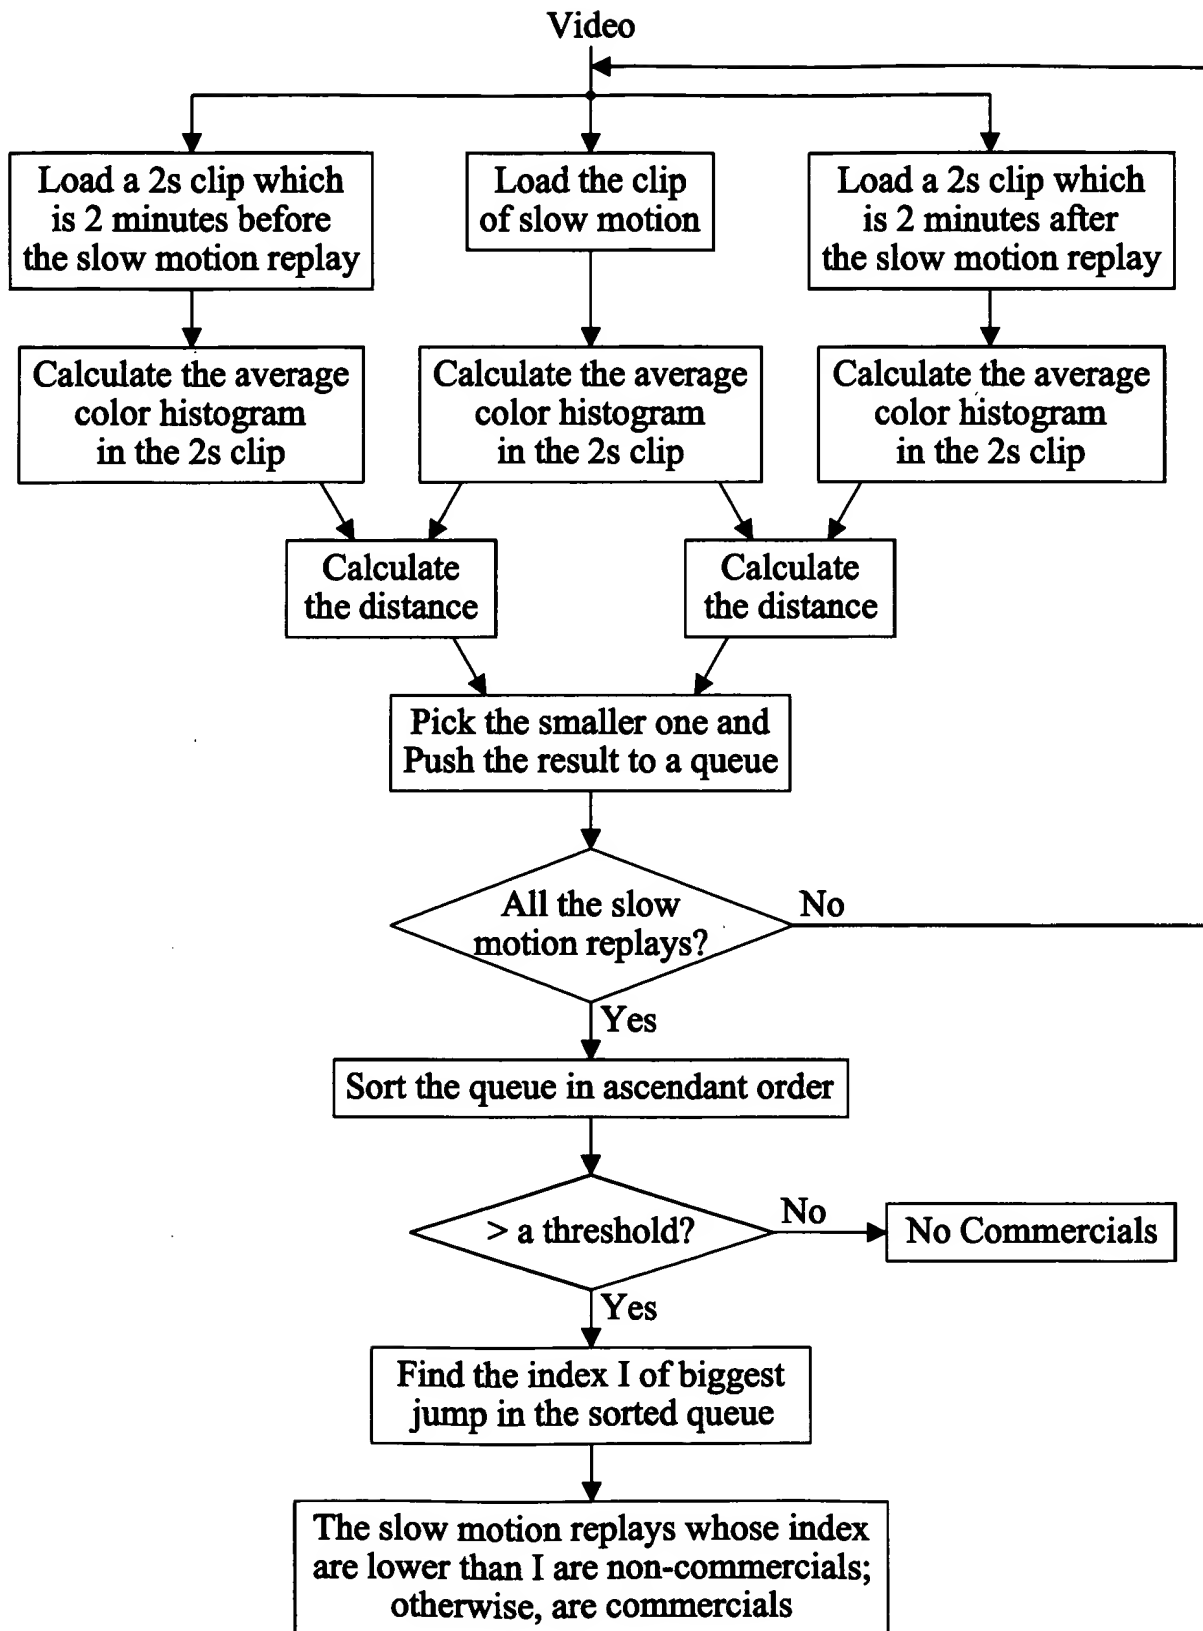 Video
Load a 2s clip which
is 2 minutes before
the slow motion replay
Load the clip
of slow motion
Load a 2s clip which
is 2 minutes after
the slow motion replay
Calculate the average
color histogram
in the 2s clip
Calculate the average
color histogram
in the 2s clip
Calculate the average
color histogram
in the 2s clip
Calculate
the distance
Calculate
the distance
Pick the smaller one and
Push the result to a queue
All the slow
motion replays?
No
Yes
Sort the queue in ascendant order
> a threshold?
No
No Commercials
Yes
Find the index I of biggest
jump in the sorted queue
The slow motion replays whose index
are lower than I are non-commercials;
otherwise, are commercials